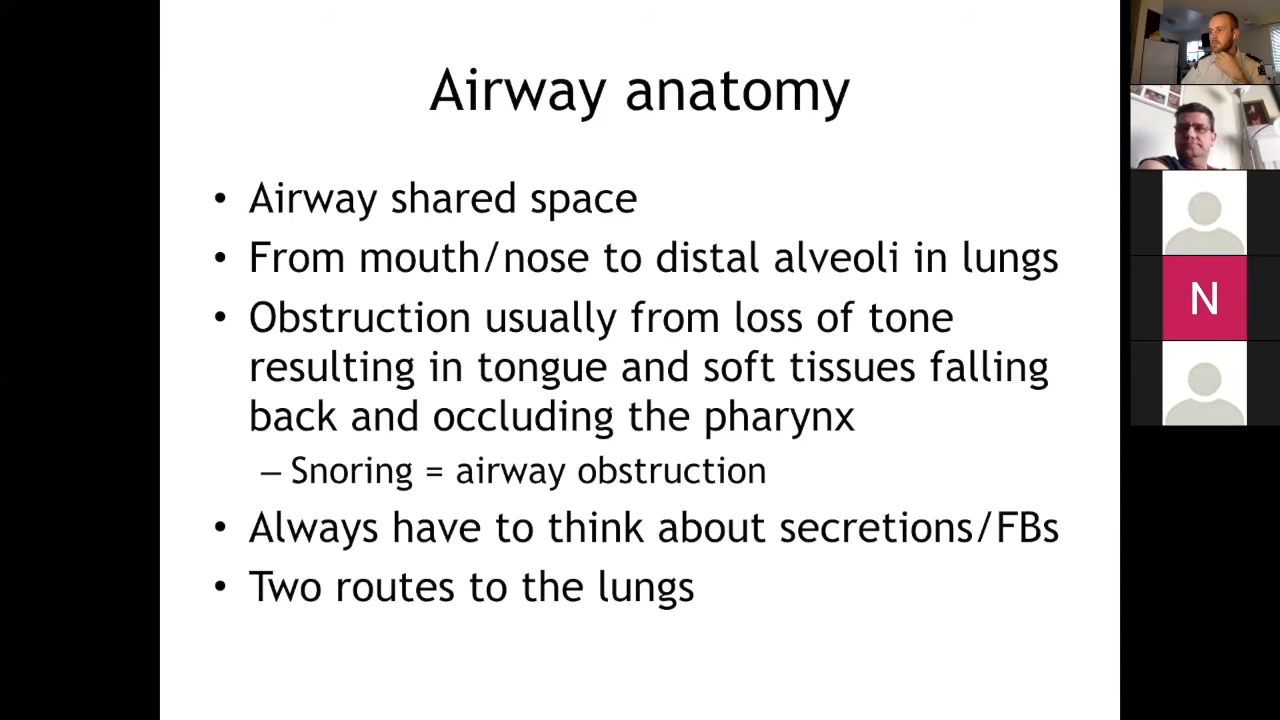 Airway anatomy
• Airway shared space
• From mouth/nose to distal alveoli in lungs
• Obstruction usually from loss of tone
resulting in tongue and soft tissues falling
back and occluding the pharynx
– Snoring = airway obstruction
• Always have to think about secretions/FBs
• Two routes to the lungs
N